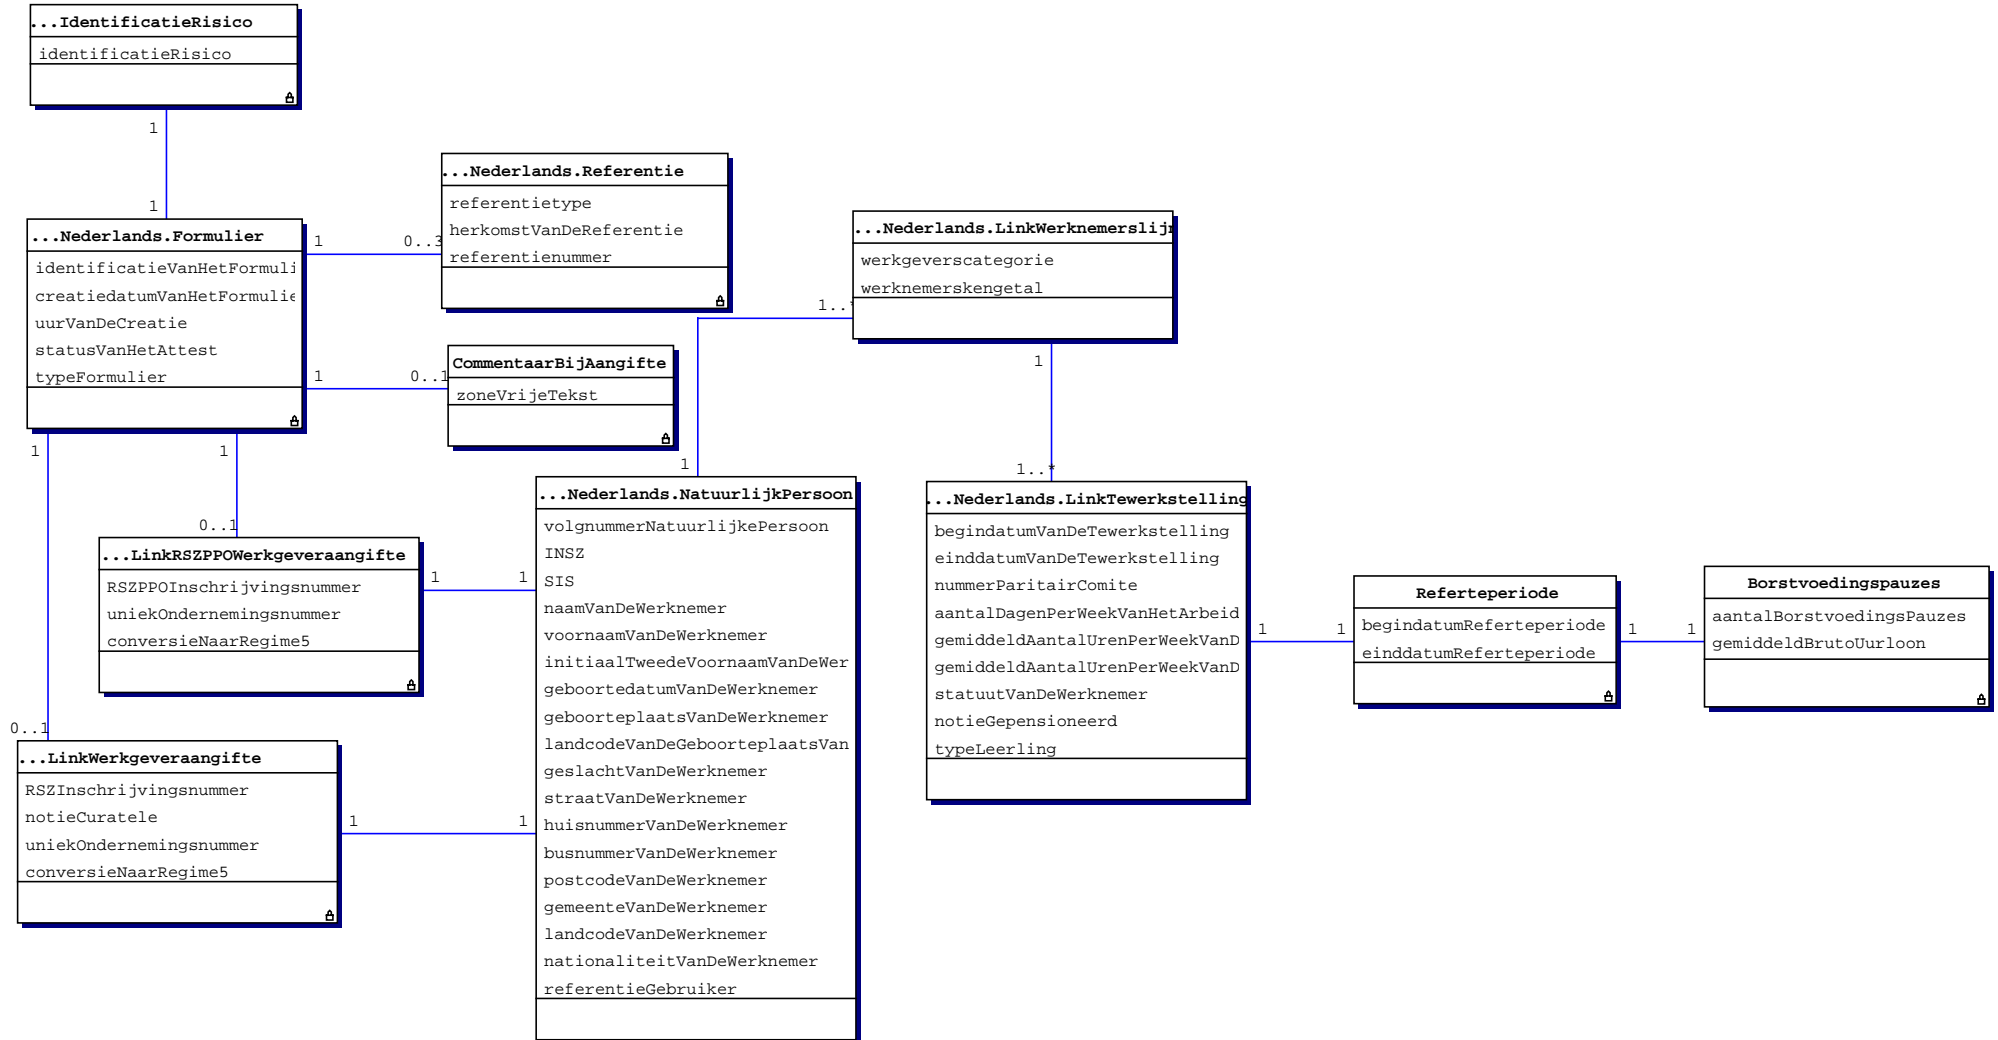 ...IdentificatieRisico
identificatieRisico
1
1
...Nederlands.Formulier
identificatieVanHetFormuli
creatiedatumVanHetFormulie
uurVanDeCreatie
statusVanHetAttest
typeFormulier
1
0..3
...Nederlands.Referentie
referentietype
herkomstVanDeReferentie
referentienummer
1
0..1
CommentaarBijAangifte
zoneVrijeTekst
1
0..1
1
0..1
...LinkRSZPPOWerkgeveraangifte
RSZPPOInschrijvingsnummer
uniekOndernemingsnummer
conversieNaarRegime5
1
1
...LinkWerkgeveraangifte
RSZInschrijvingsnummer
notieCuratele
uniekOndernemingsnummer
conversieNaarRegime5
1
1
...Nederlands.NatuurlijkPersoon
volgnummerNatuurlijkePersoon
INSZ
SIS
naamVanDeWerknemer
voornaamVanDeWerknemer
initiaalTweedeVoornaamVanDeWer
geboortedatumVanDeWerknemer
geboorteplaatsVanDeWerknemer
landcodeVanDeGeboorteplaatsVan
geslachtVanDeWerknemer
straatVanDeWerknemer
huisnummerVanDeWerknemer
busnummerVanDeWerknemer
postcodeVanDeWerknemer
gemeenteVanDeWerknemer
landcodeVanDeWerknemer
nationaliteitVanDeWerknemer
referentieGebruiker
1
1..*
...Nederlands.LinkWerknemerslijn
werkgeverscategorie
werknemerskengetal
1
1..*
...Nederlands.LinkTewerkstelling
begindatumVanDeTewerkstelling
einddatumVanDeTewerkstelling
nummerParitairComite
aantalDagenPerWeekVanHetArbeid
gemiddeldAantalUrenPerWeekVanD
gemiddeldAantalUrenPerWeekVanD
statuutVanDeWerknemer
notieGepensioneerd
typeLeerling
1
1
Referteperiode
begindatumReferteperiode
einddatumReferteperiode
1
1
Borstvoedingspauzes
aantalBorstvoedingsPauzes
gemiddeldBrutoUurloon